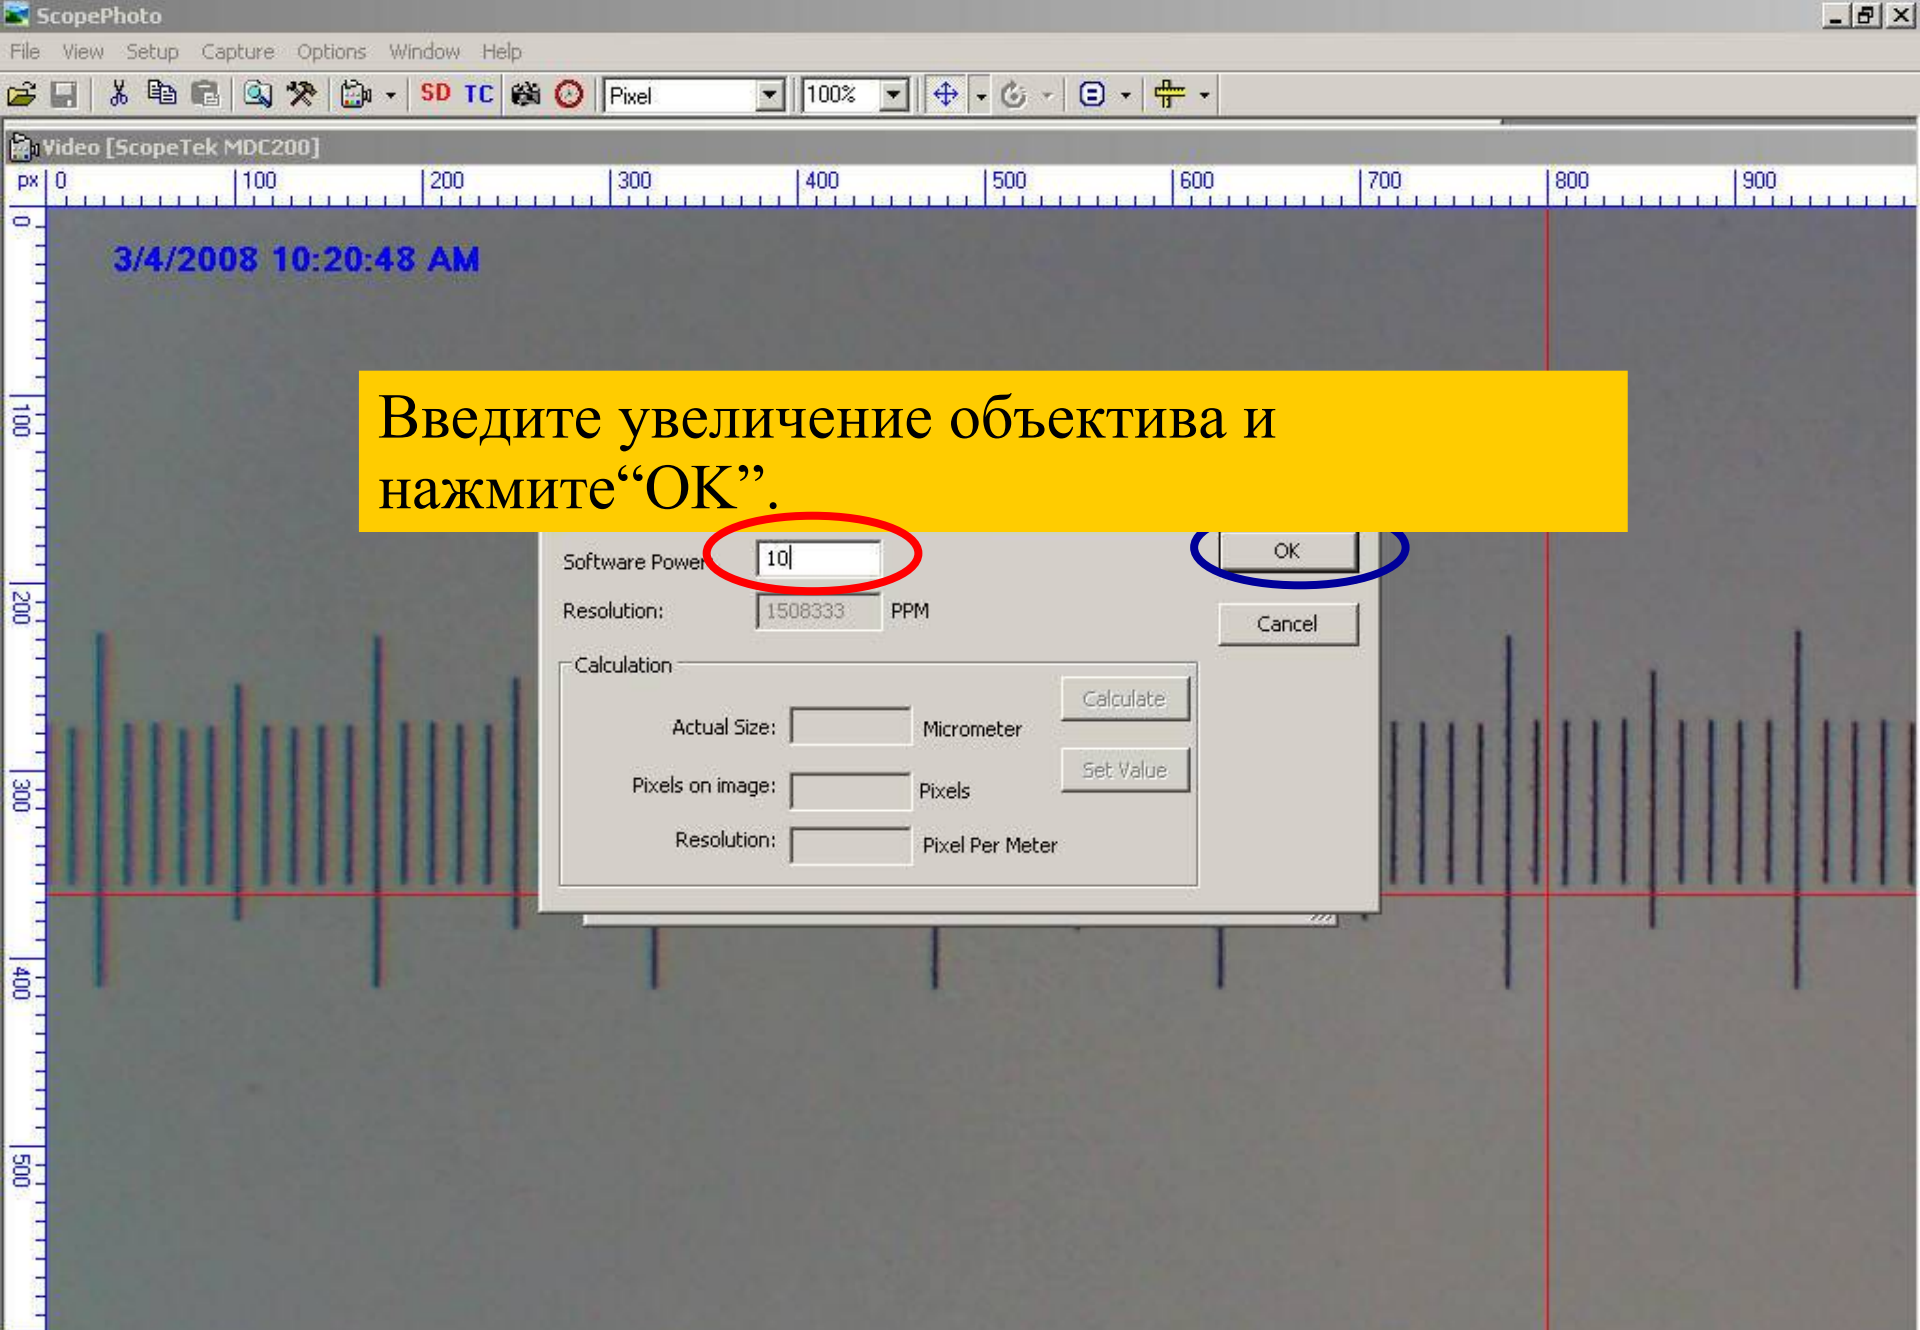 ScopePhoto
File View Setup Capture Options Window Help
SD TC Pixel 100%
Video [ScopeTek MDC200]
px 0 100 200 300 400 500 600 700 800 900
0
3/4/2008 10:20:48 AM
100
Введите увеличение объектива и
нажмите“OK”.
Software Power 10 OK
200
Resolution: 1508333 PPM
Cancel
Calculation
Calculate
Actual Size: Micrometer
Set Value
300
Pixels on image: Pixels
Resolution: Pixel Per Meter
400
500